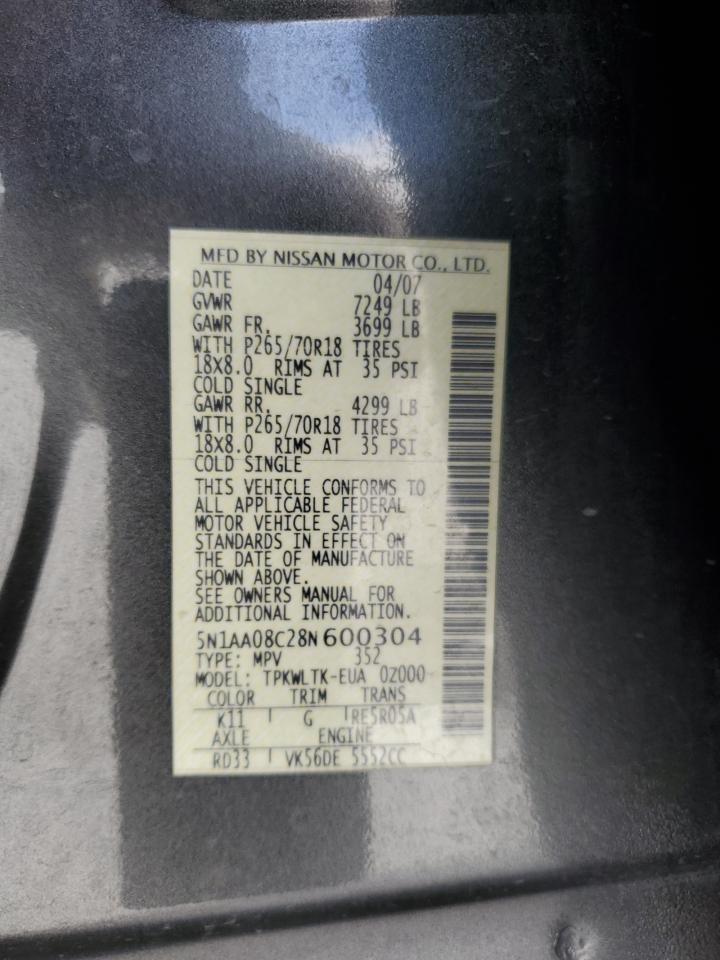 MFD BY NISSAN MOTOR CO., LTD.
DATE 04/07
GVWR 7249 LB
GAWR FR. 3699 LB
WITH P265/70R18 TIRES
18X8.0 RIMS AT 35 PSI
COLD SINGLE
GAWR RR. 4299 LB
WITH P265/70R18 TIRES
18X8.0 RIMS AT 35 PSI
COLD SINGLE
THIS VEHICLE CONFORMS TO
ALL APPLICABLE FEDERAL
MOTOR VEHICLE SAFETY
STANDARDS IN EFFECT ON
THE DATE OF MANUFACTURE
SHOWN ABOVE.
SEE OWNERS MANUAL FOR
ADDITIONAL INFORMATION.
5N1AA08C28N600304
TYPE: MPV 352
MODEL: TPKWLTK-EUA 0Z000
COLOR TRIM TRANS
K11 G RE5R05A
AXLE ENGINE
RD33 VK56DE 5552CC